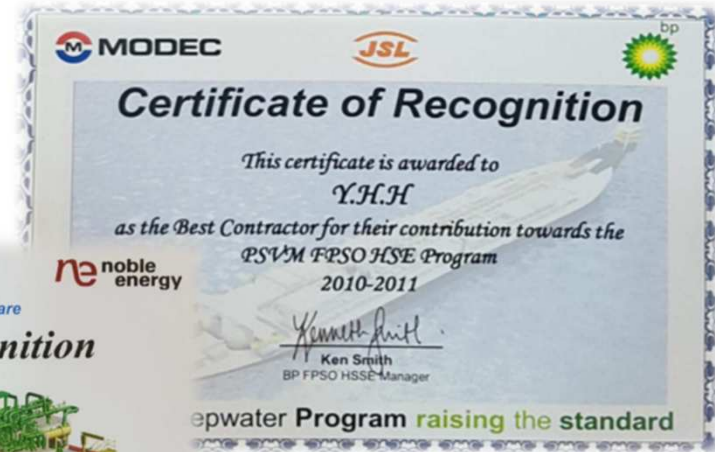 MODEC
JSL
bp
Certificate of Recognition
This certificate is awarded to
Y.H.H
as the Best Contractor for their contribution towards the
PSVM FPSO HSE Program
2010-2011
Kenneth Smith
Ken Smith
BP FPSO HSSE Manager
epwater Program raising the standard
noble
energy
are
nition